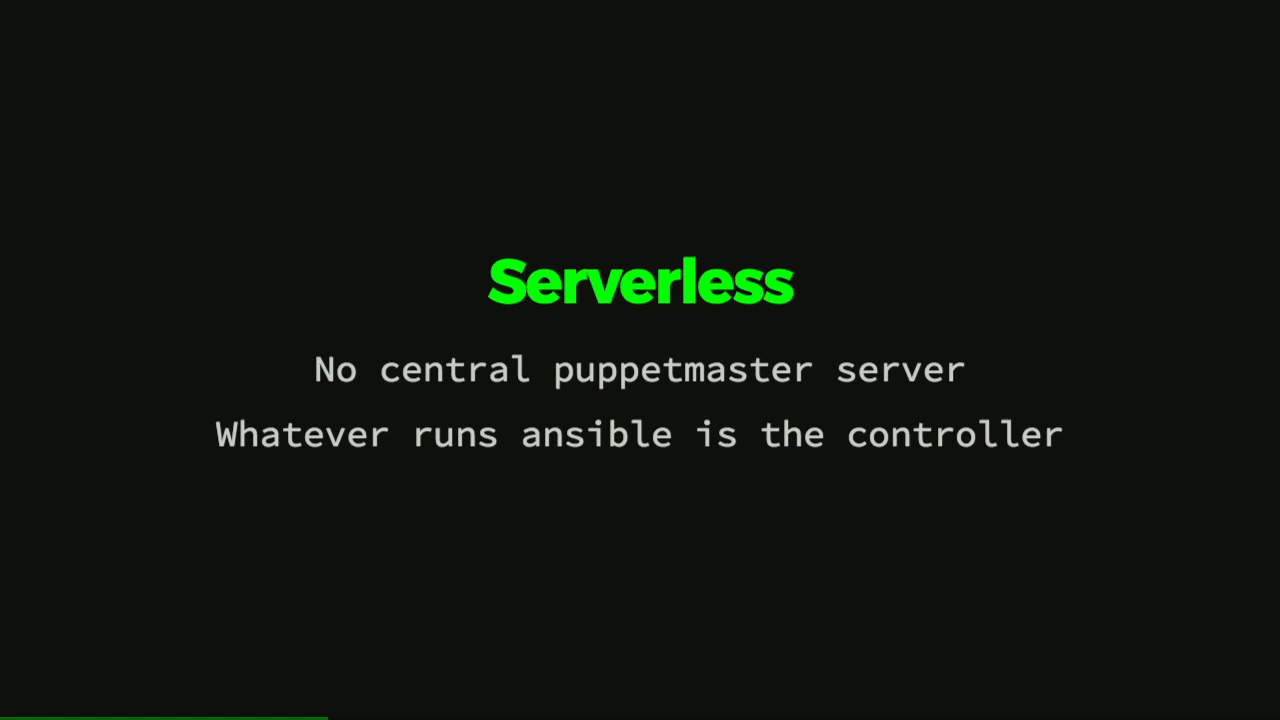 Serverless
No central puppetmaster server
Whatever runs ansible is the controller